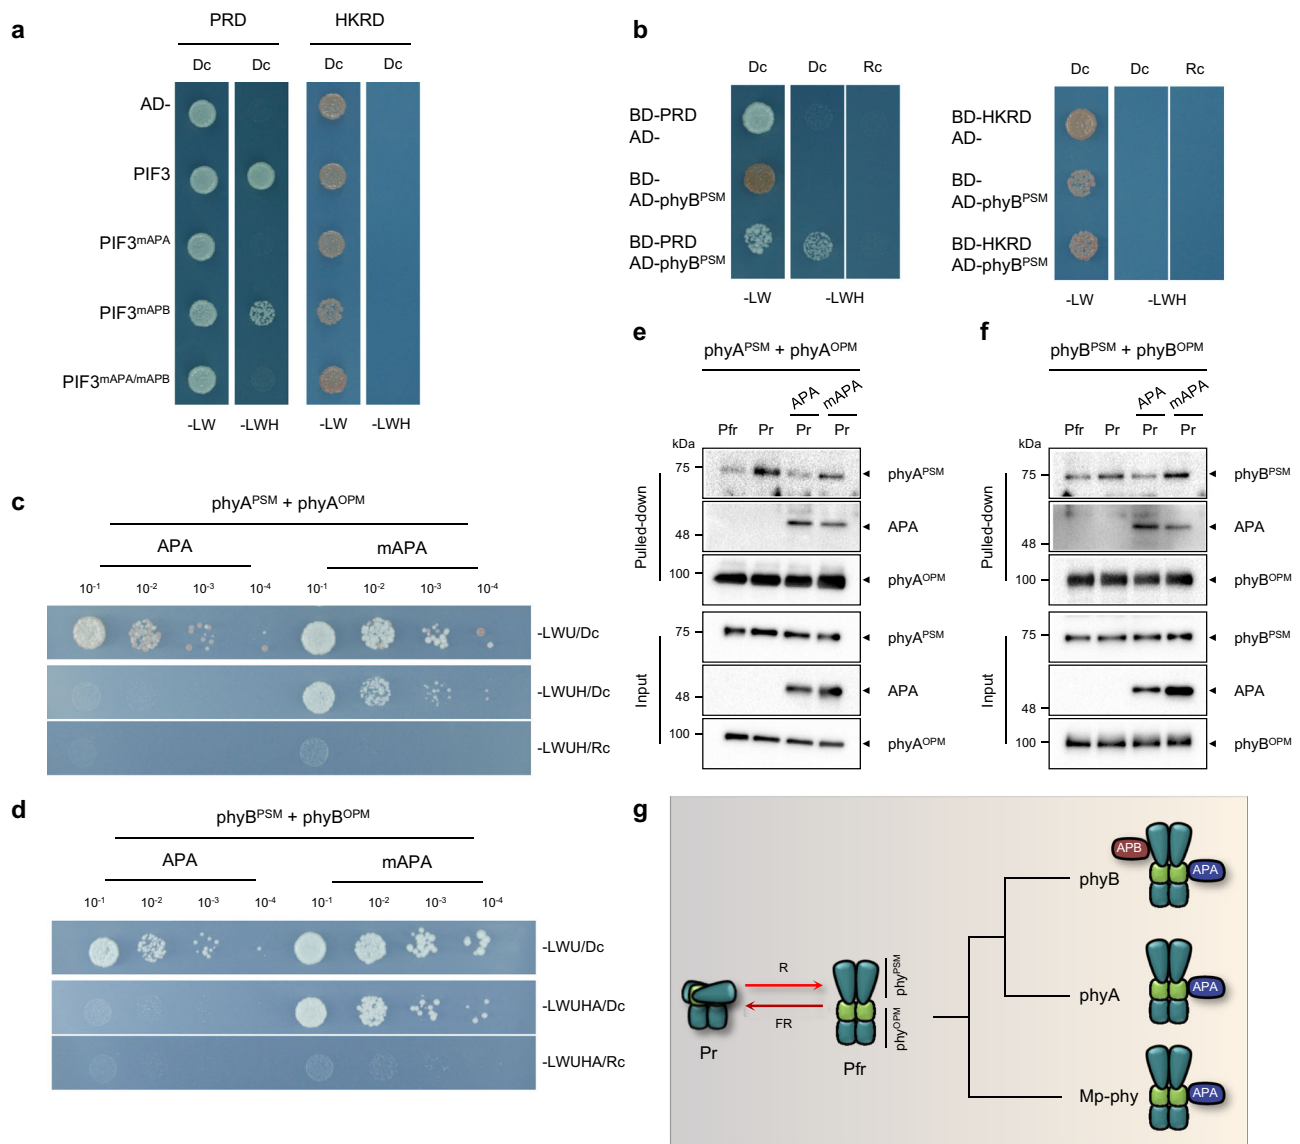 a
PRD HKRD
Dc Dc Dc Dc
AD-
PIF3
PIF3mAPA
PIF3mAPB
PIF3mAPA/mAPB
-LW -LWH -LW -LWH
b
Dc Dc Rc Dc Dc Rc
BD-PRD
AD-
BD-
AD-phyBPSM
BD-PRD
AD-phyBPSM
-LW -LWH
BD-HKRD
AD-
BD-
AD-phyBPSM
BD-HKRD
AD-phyBPSM
-LW -LWH
c
phyAPSM + phyAOPM
APA mAPA
10-1 10-2 10-3 10-4 10-1 10-2 10-3 10-4
-LWU/Dc
-LWUH/Dc
-LWUH/Rc
d
phyBPSM + phyBOPM
APA mAPA
10-1 10-2 10-3 10-4 10-1 10-2 10-3 10-4
-LWU/Dc
-LWUHA/Dc
-LWUHA/Rc
e
phyAPSM + phyAOPM
APA mAPA
Pfr Pr Pr Pr
kDa
Pulled-down
75 phyAPSM
48 APA
100 phyAOPM
Input
75 phyAPSM
48 APA
100 phyAOPM
f
phyBPSM + phyBOPM
APA mAPA
Pfr Pr Pr Pr
kDa
Pulled-down
75 phyBPSM
48 APA
100 phyBOPM
Input
75 phyBPSM
48 APA
100 phyBOPM
g
Pr
R
FR
Pfr
phyPSM
phyOPM
phyB
APB
APA
phyA
APA
Mp-phy
APA